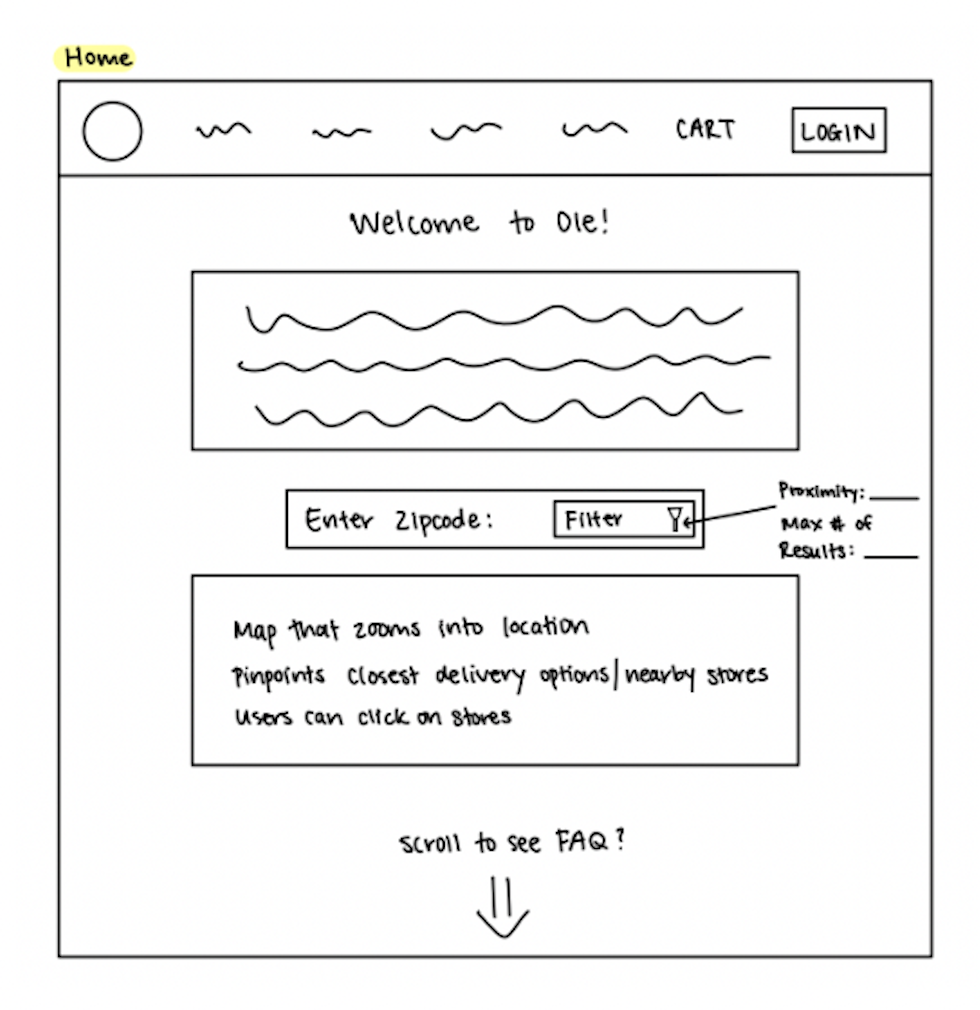 Home
CART
LOGIN
Welcome to Ole!
Enter Zipcode:
Filter
Proximity: ____
Max # of
Results: ____
Map that zooms into location
Pinpoints closest delivery options/nearby stores
Users can click on stores
Scroll to see FAQ?